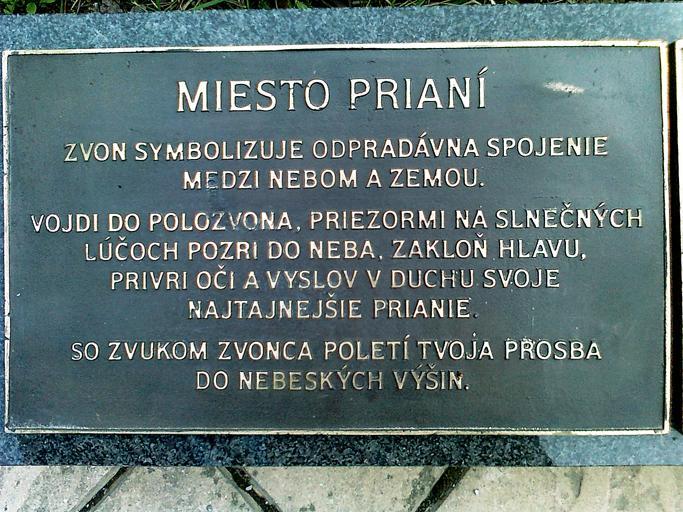 MIESTO PRIANÍ
ZVON SYMBOLIZUJE ODPRADÁVNA SPOJENIE
MEDZI NEBOM A ZEMOU.
VOJDI DO POLOZVONA, PRIEZORMI NA SLNEČNÝCH
LÚČOCH POZRI DO NEBA, ZAKLOŇ HLAVU,
PRIVRI OČI A VYSLOV V DUCHU SVOJE
NAJTAJNEJŠIE PRIANIE.
SO ZVUKOM ZVONCA POLETÍ TVOJA PROSBA
DO NEBESKÝCH VÝŠIN.